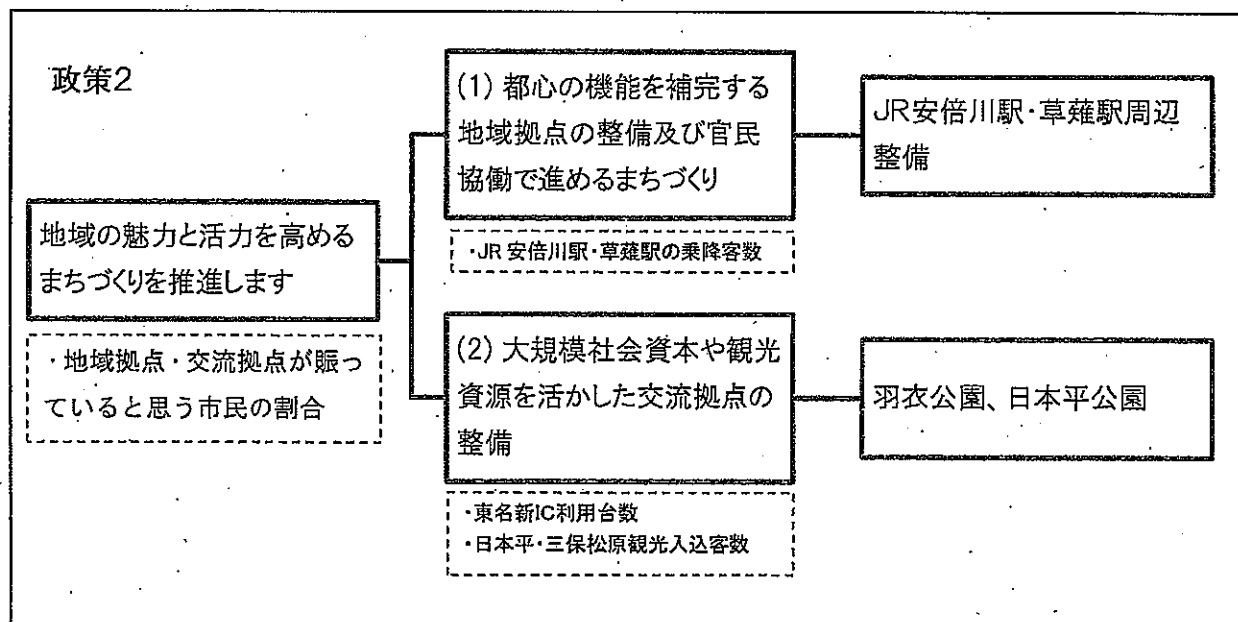 政策2
地域の魅力と活力を高める
まちづくりを推進します
・地域拠点・交流拠点が賑っ
ていると思う市民の割合
(1) 都心の機能を補完する
地域拠点の整備及び官民
協働で進めるまちづくり
・JR 安倍川駅・草薙駅の乗降客数
JR安倍川駅・草薙駅周辺
整備
(2) 大規模社会資本や観光
資源を活かした交流拠点の
整備
・東名新IC利用台数
・日本平・三保松原観光入込客数
羽衣公園、日本平公園